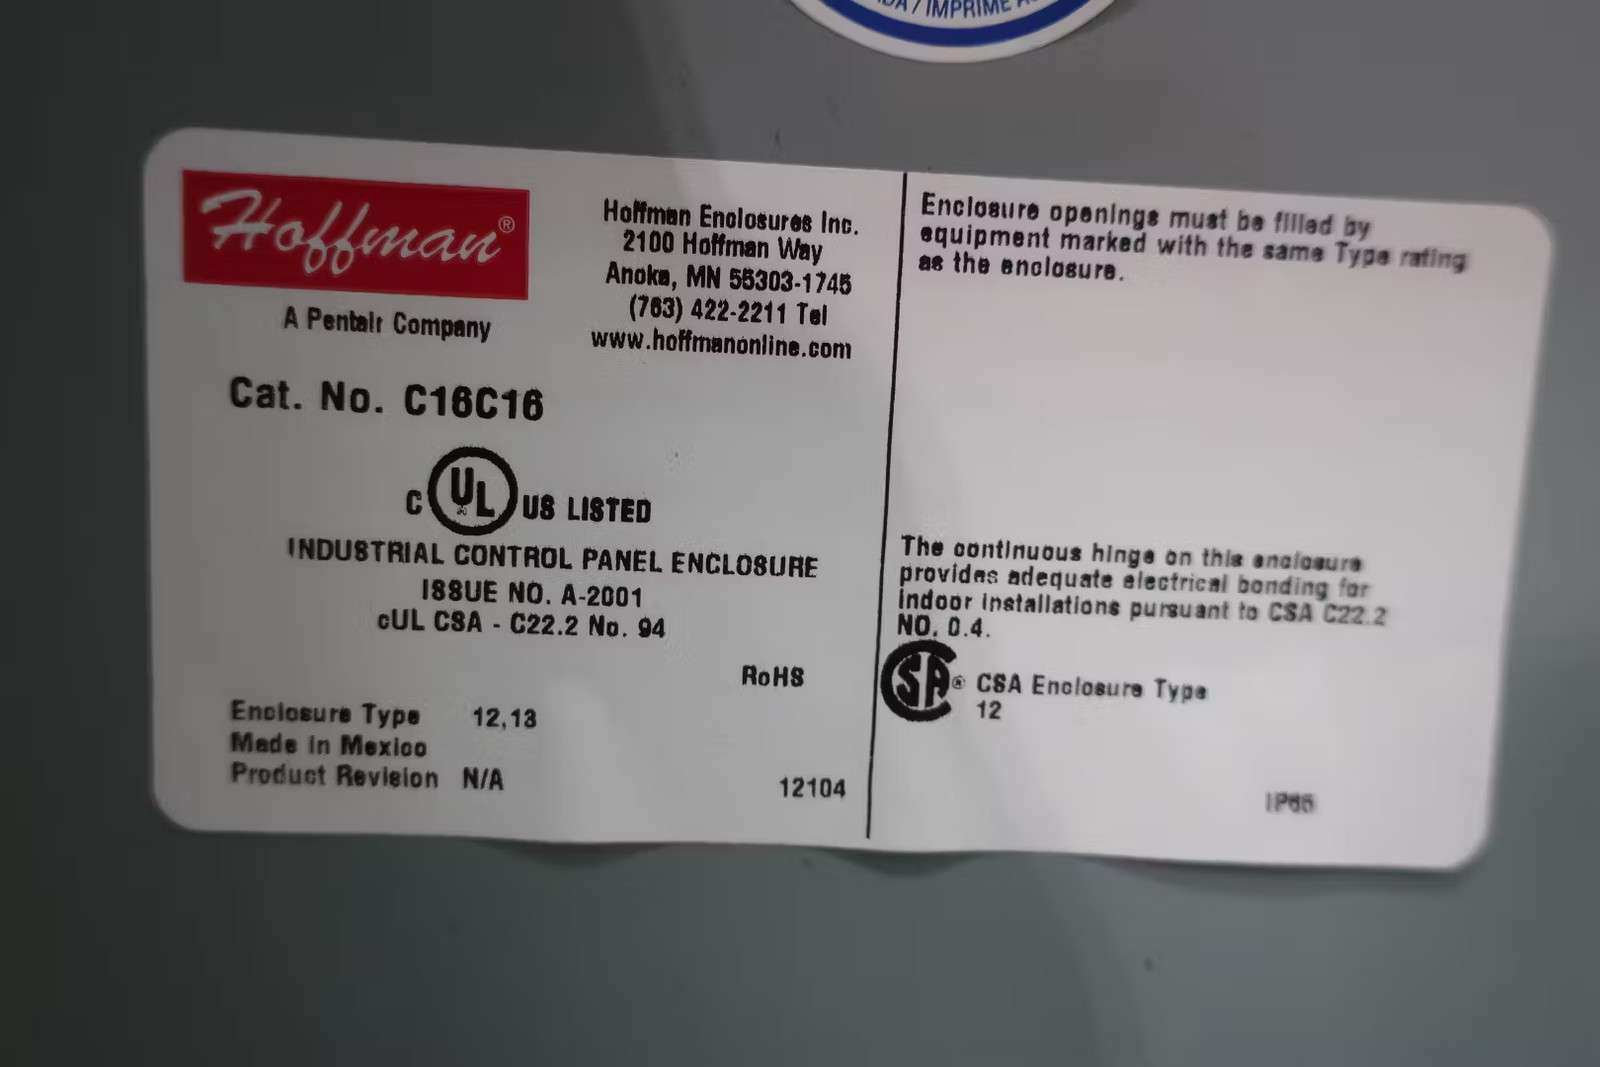 IMPRIMÉ
Hoffman®
A Pentair Company
Hoffman Enclosures Inc.
2100 Hoffman Way
Anoka, MN 55303-1745
(763) 422-2211 Tel
www.hoffmanonline.com
Cat. No. C16C16
C UL US LISTED
INDUSTRIAL CONTROL PANEL ENCLOSURE
ISSUE NO. A-2001
cUL CSA - C22.2 No. 94
RoHS
Enclosure Type 12,13
Made in Mexico
Product Revision N/A
12104
Enclosure openings must be filled by
equipment marked with the same Type rating
as the enclosure.
The continuous hinge on this enclosure
provides adequate electrical bonding for
indoor installations pursuant to CSA C22.2
NO. 0.4.
SA® CSA Enclosure Type
12
IP65